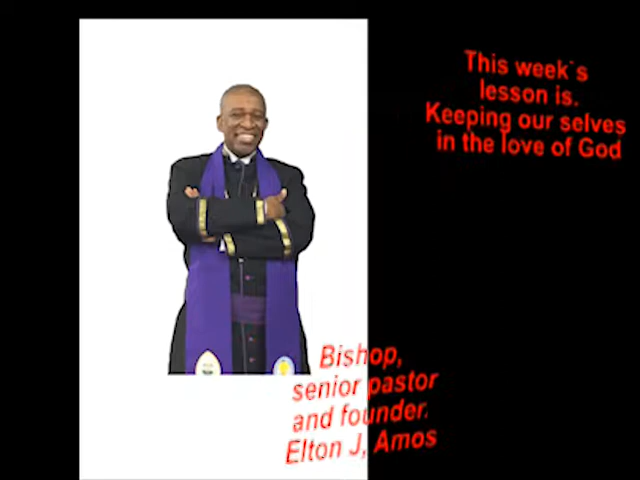 This week`s
lesson is.
Keeping our selves
in the love of God
Bishop,
senior pastor
and founder.
Elton J, Amos